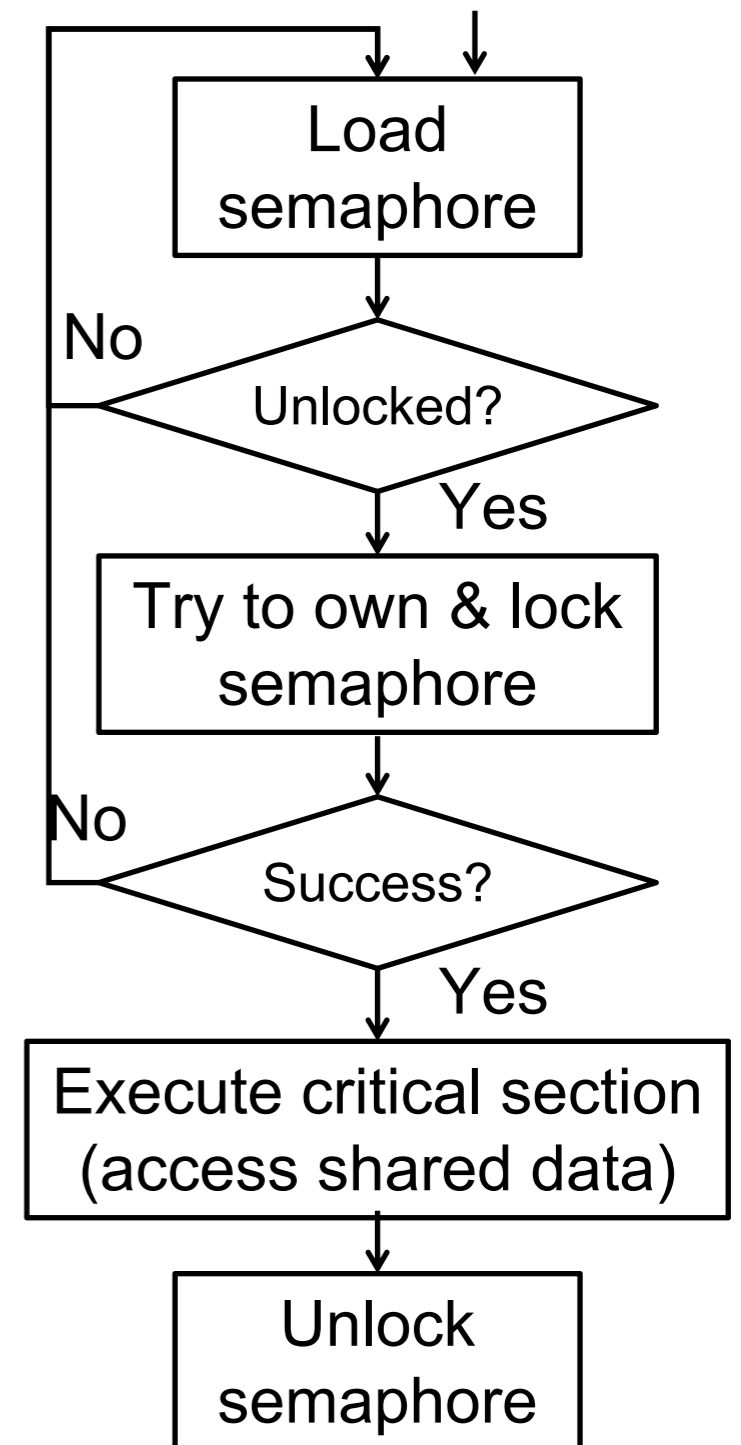 Load
semaphore
No
Unlocked?
Yes
Try to own & lock
semaphore
No
Success?
Yes
Execute critical section
(access shared data)
Unlock
semaphore